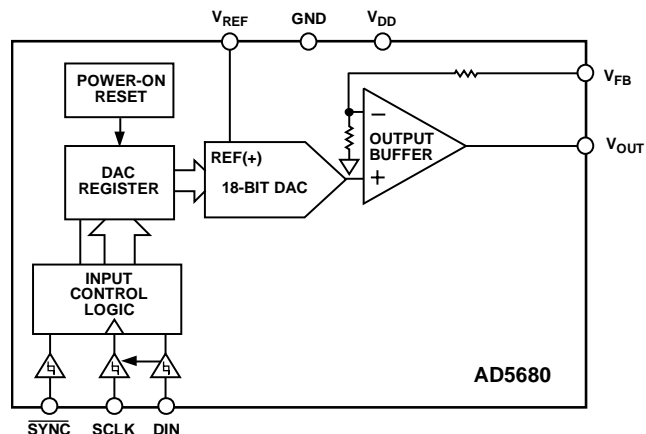 VREF GND VDD
POWER-ON
RESET
VFB
REF(+)
−
OUTPUT
BUFFER
+
VOUT
DAC
REGISTER
18-BIT DAC
INPUT
CONTROL
LOGIC
AD5680
SYNC SCLK DIN